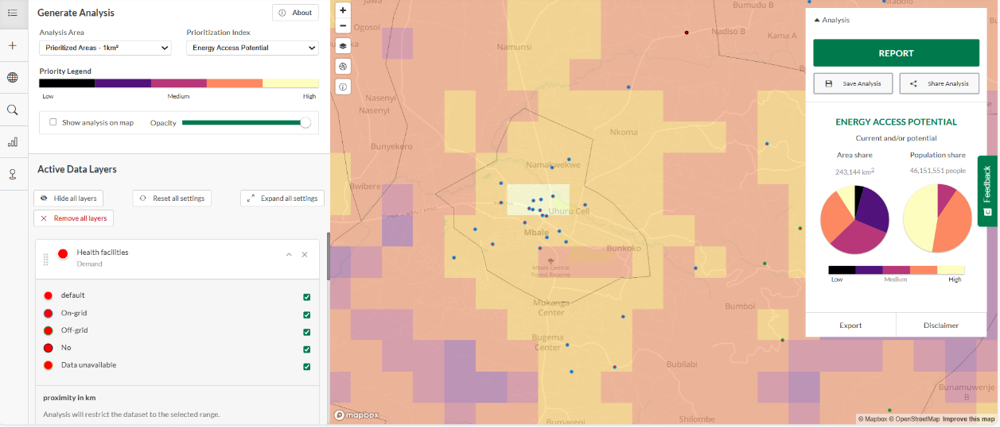 Generate Analysis
About
Analysis Area
Prioritization Index
Prioritized Areas - 1km²
Energy Access Potential
Priority Legend
Low
Medium
High
Show analysis on map
Opacity
Active Data Layers
Hide all layers
Reset all settings
Expand all settings
Remove all layers
Health facilities
Demand
default
On-grid
Off-grid
No
Data unavailable
proximity in km
Analysis will restrict the dataset to the selected range.
Jawa
Ogosoi
Namunsi
Bumudu B
Nadiso B
Kama A
Nasenyi
Nasenyi
Bunyekero
Nkoma
Namakwekwe
Bwibere
Uhuru Cell
Mbale
Bunkoko
Mbale Central
Forest Reserve
Mukanga
Center
Bumboi
Bugema
Center
Bubilabi
Bunamuwenje
B
Shilombe
Bumageni
mapbox
© Mapbox © OpenStreetMap Improve this map
Analysis
REPORT
Save Analysis
Share Analysis
ENERGY ACCESS POTENTIAL
Current and/or potential
Area share
Population share
243,144 km²
46,151,551 people
Low
Medium
High
Export
Disclaimer
Feedback